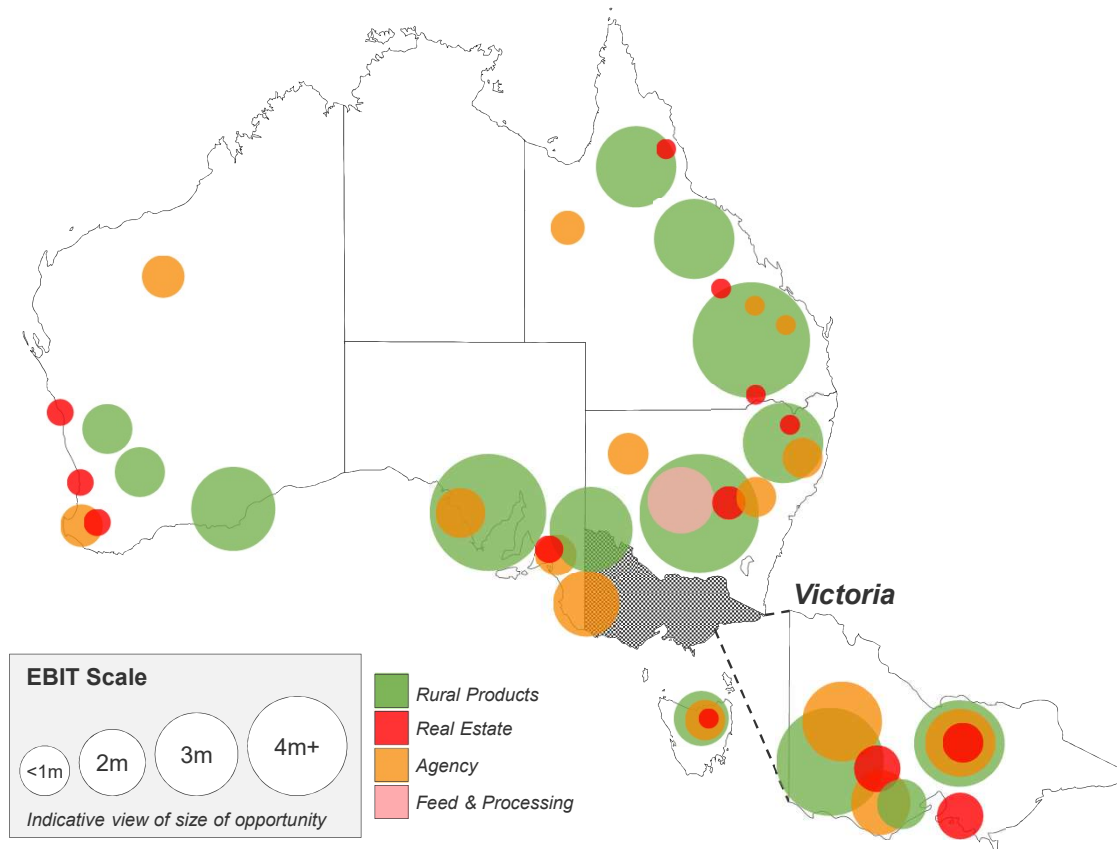 Victoria
EBIT Scale
<1m
2m
3m
4m+
Indicative view of size of opportunity
Rural Products
Real Estate
Agency
Feed & Processing